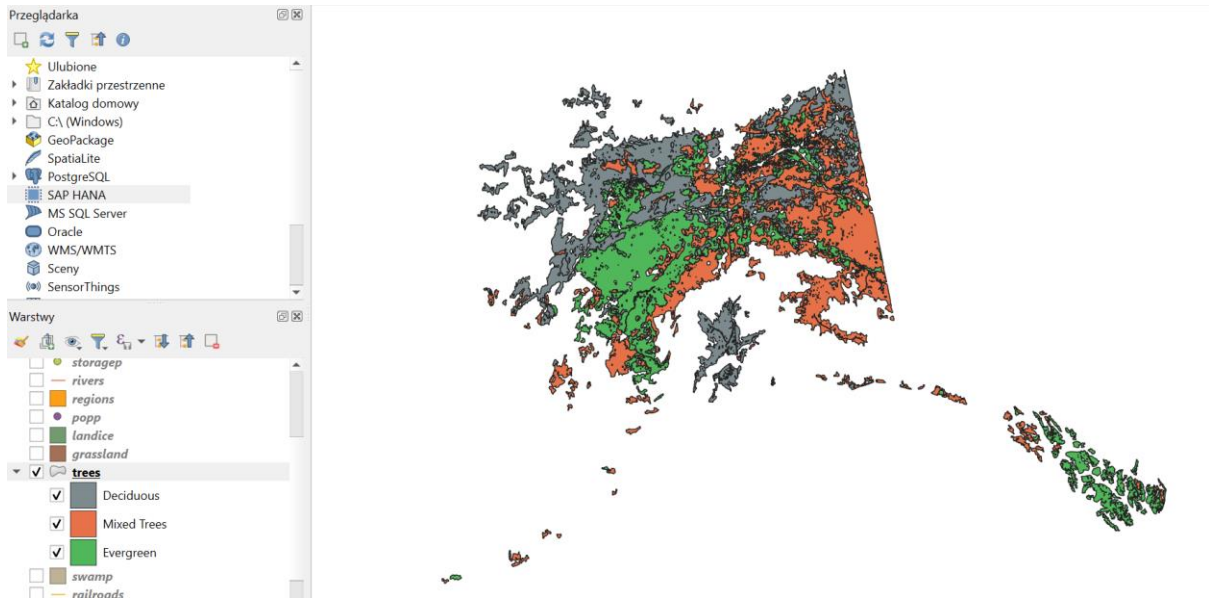 Przeglądarka
Ulubione
Zakładki przestrzenne
Katalog domowy
C:\ (Windows)
GeoPackage
SpatiaLite
PostgreSQL
SAP HANA
MS SQL Server
Oracle
WMS/WMTS
Sceny
SensorThings
Warstwy
storagep
rivers
regions
popp
landice
grassland
trees
Deciduous
Mixed Trees
Evergreen
swamp
railroads